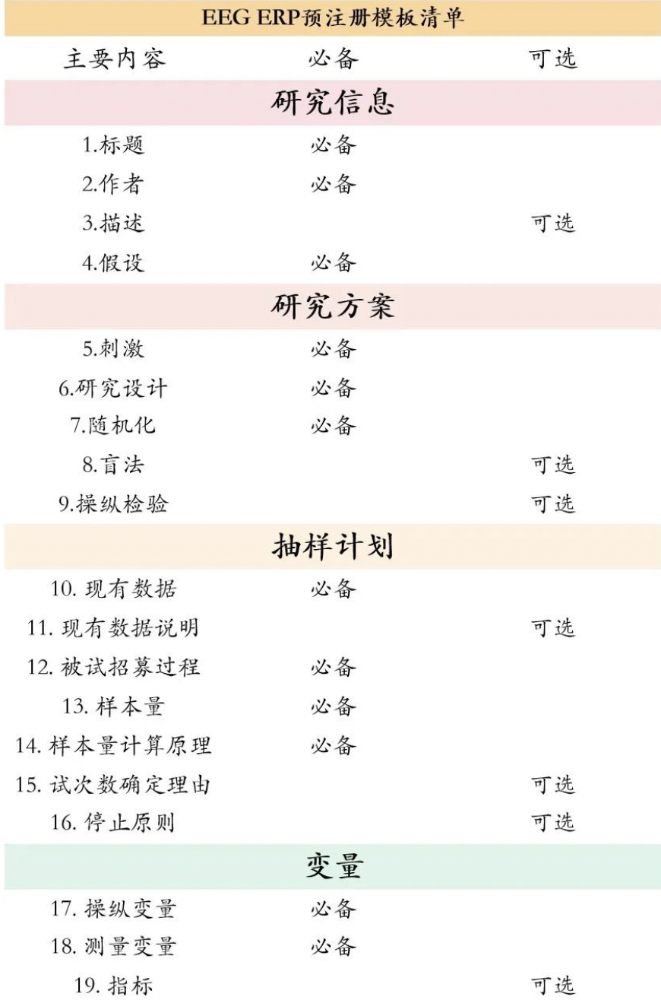 EEG ERP预注册模板清单
主要内容 必备 可选
研究信息
1.标题 必备
2.作者 必备
3.描述 可选
4.假设 必备
研究方案
5.刺激 必备
6.研究设计 必备
7.随机化 必备
8.盲法 可选
9.操纵检验 可选
抽样计划
10. 现有数据 必备
11. 现有数据说明 可选
12. 被试招募过程 必备
13. 样本量 必备
14. 样本量计算原理 必备
15. 试次数确定理由 可选
16. 停止原则 可选
变量
17. 操纵变量 必备
18. 测量变量 必备
19. 指标 可选